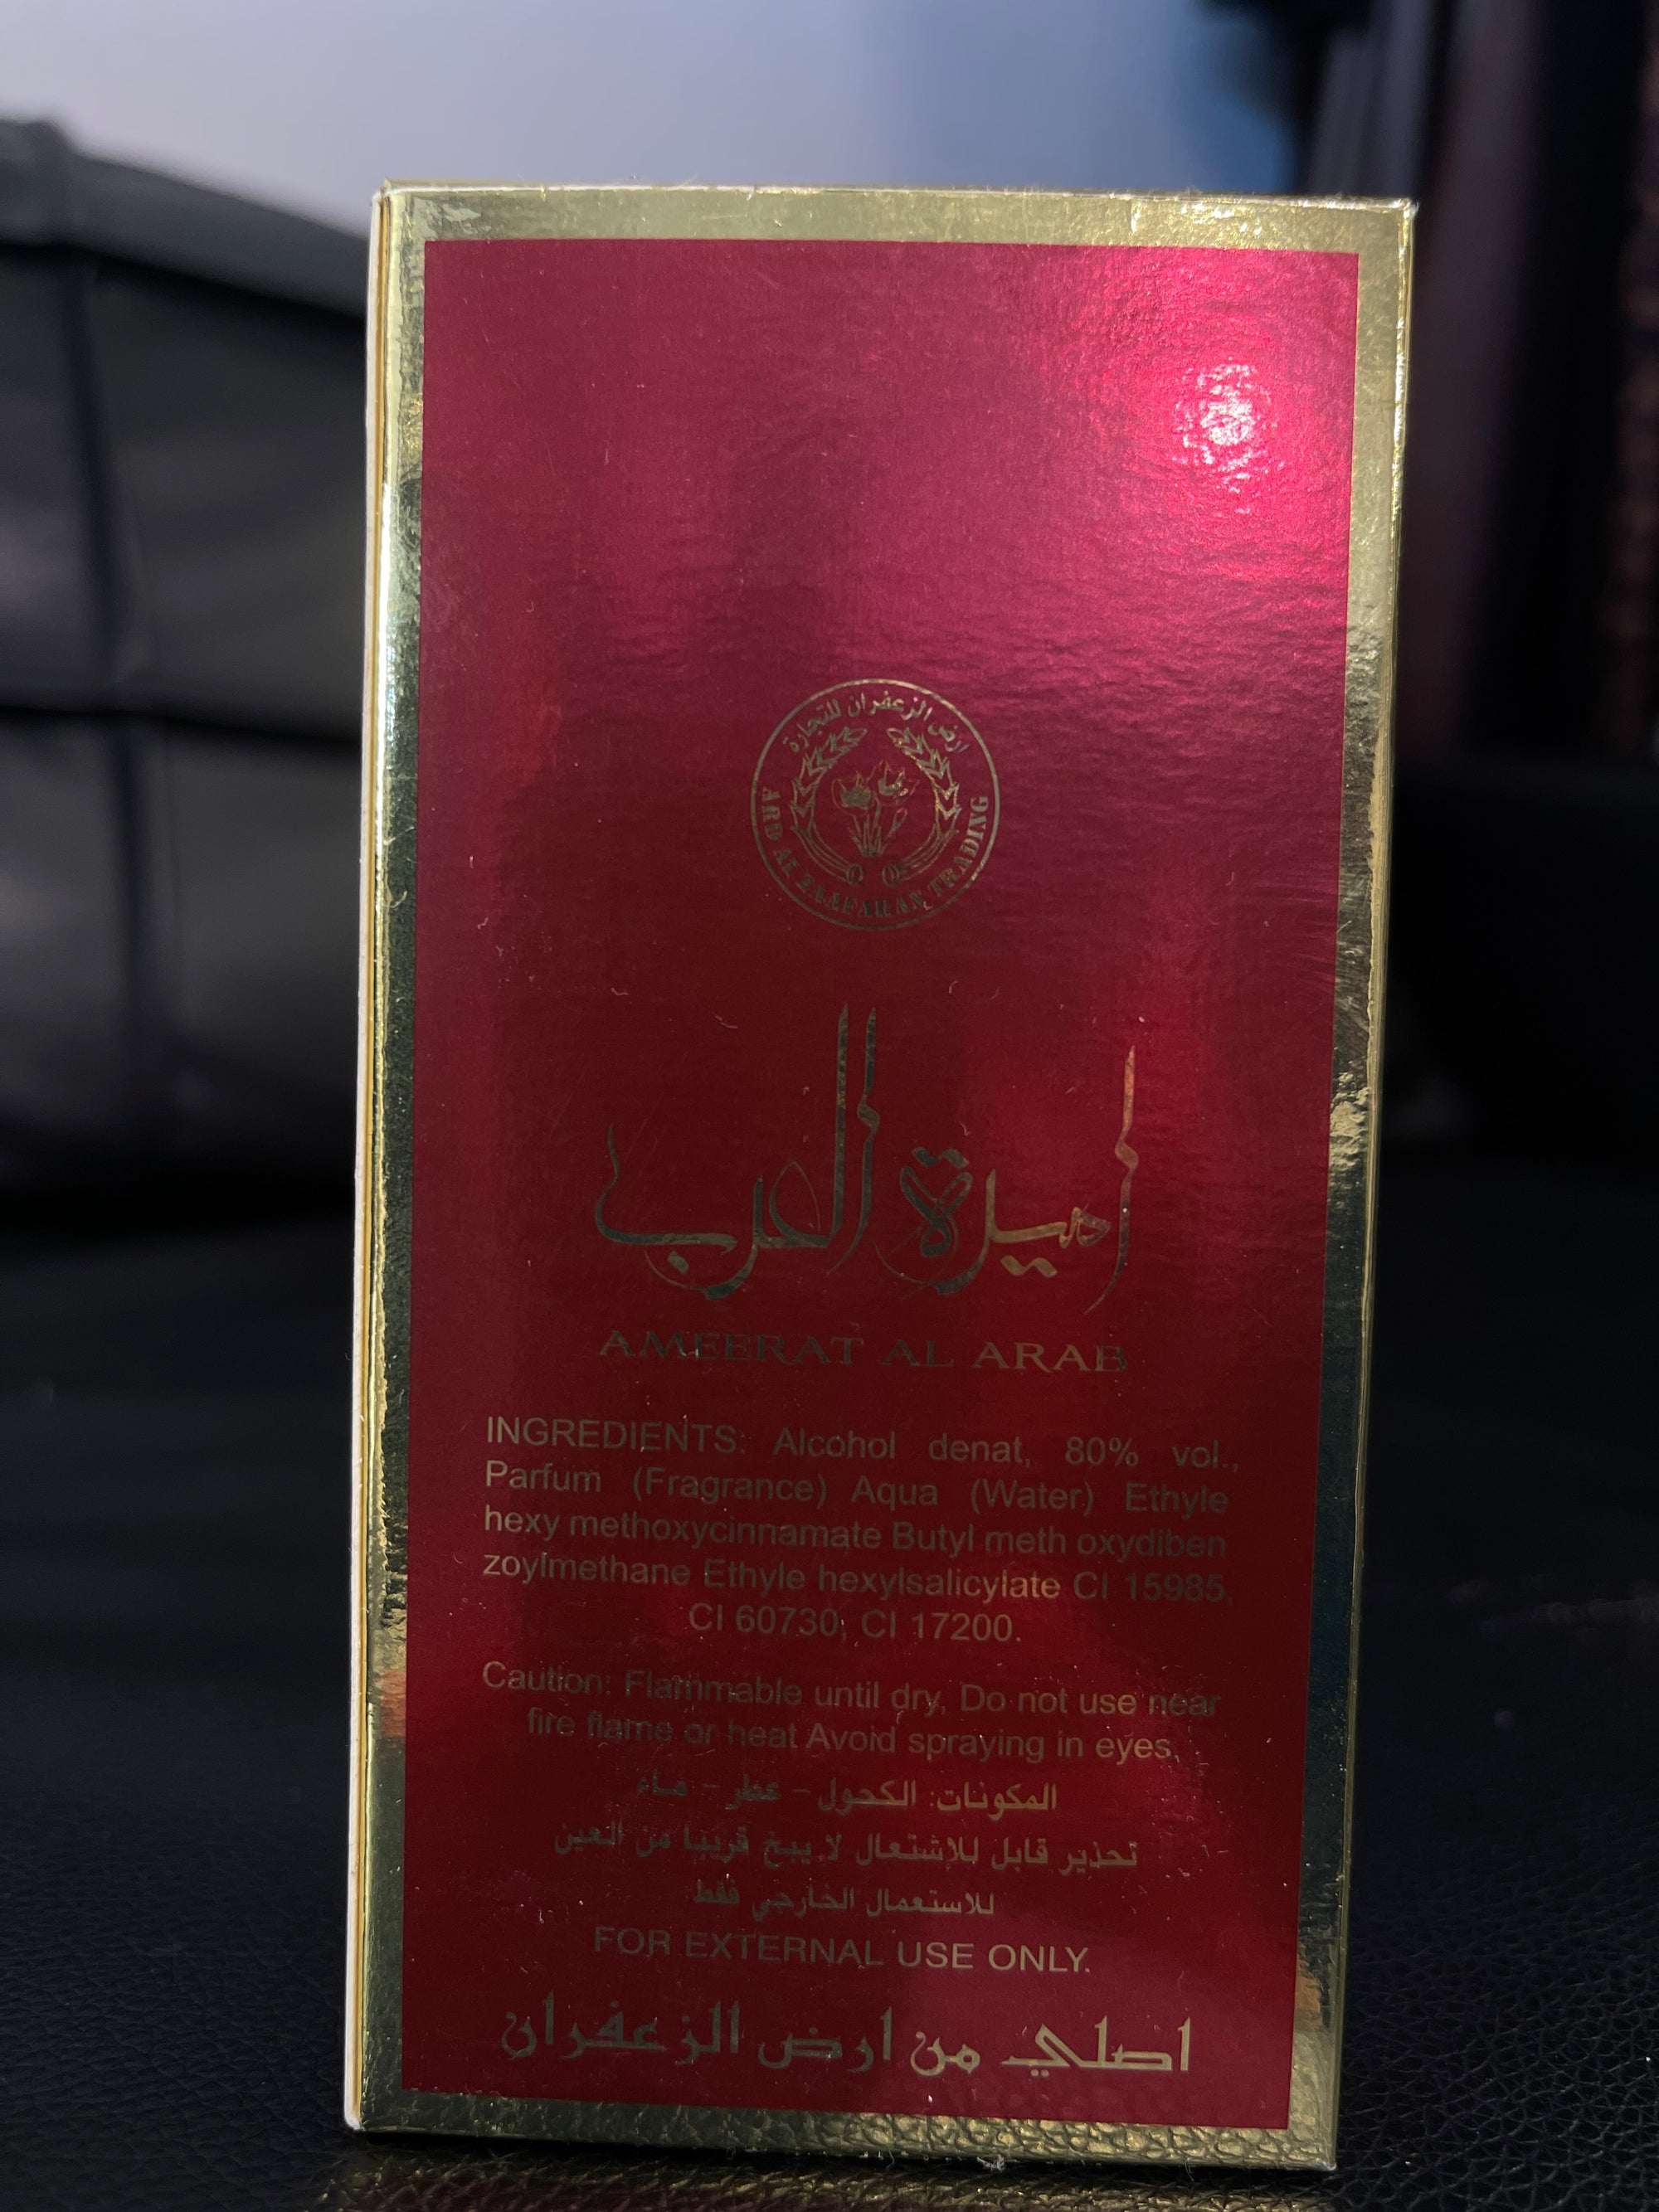 ارض الزعفران للتجارة
ARD AL ZAAFARAN TRADING
اميرة العرب
AMEERAT AL ARAB
INGREDIENTS: Alcohol denat, 80% vol.,
Parfum (Fragrance) Aqua (Water) Ethyle
hexy methoxycinnamate Butyl meth oxydiben
zoylmethane Ethyle hexylsalicylate CI 15985,
CI 60730, CI 17200.
Caution: Flammable until dry, Do not use near
fire flame or heat Avoid spraying in eyes.
المكونات: الكحول - عطر - ماء
تحذير قابل للاشتعال لا يبخ قريبا من العين
للاستعمال الخارجي فقط
FOR EXTERNAL USE ONLY.
اصلي من ارض الزعفران